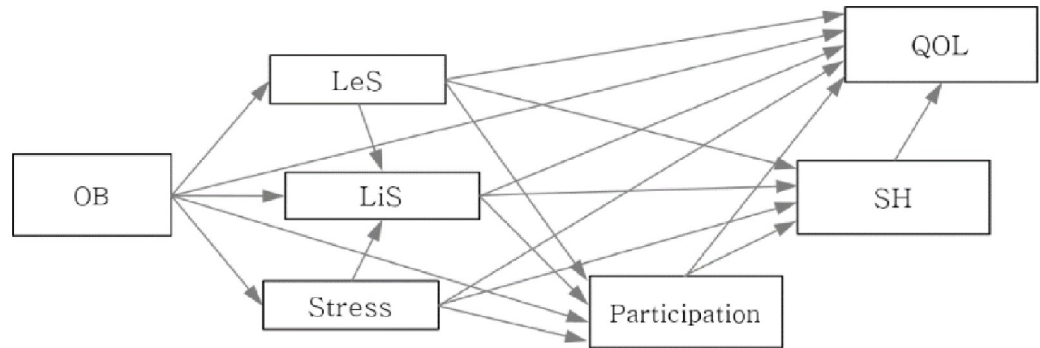 QOL
LeS
OB
LiS
SH
Stress
Participation